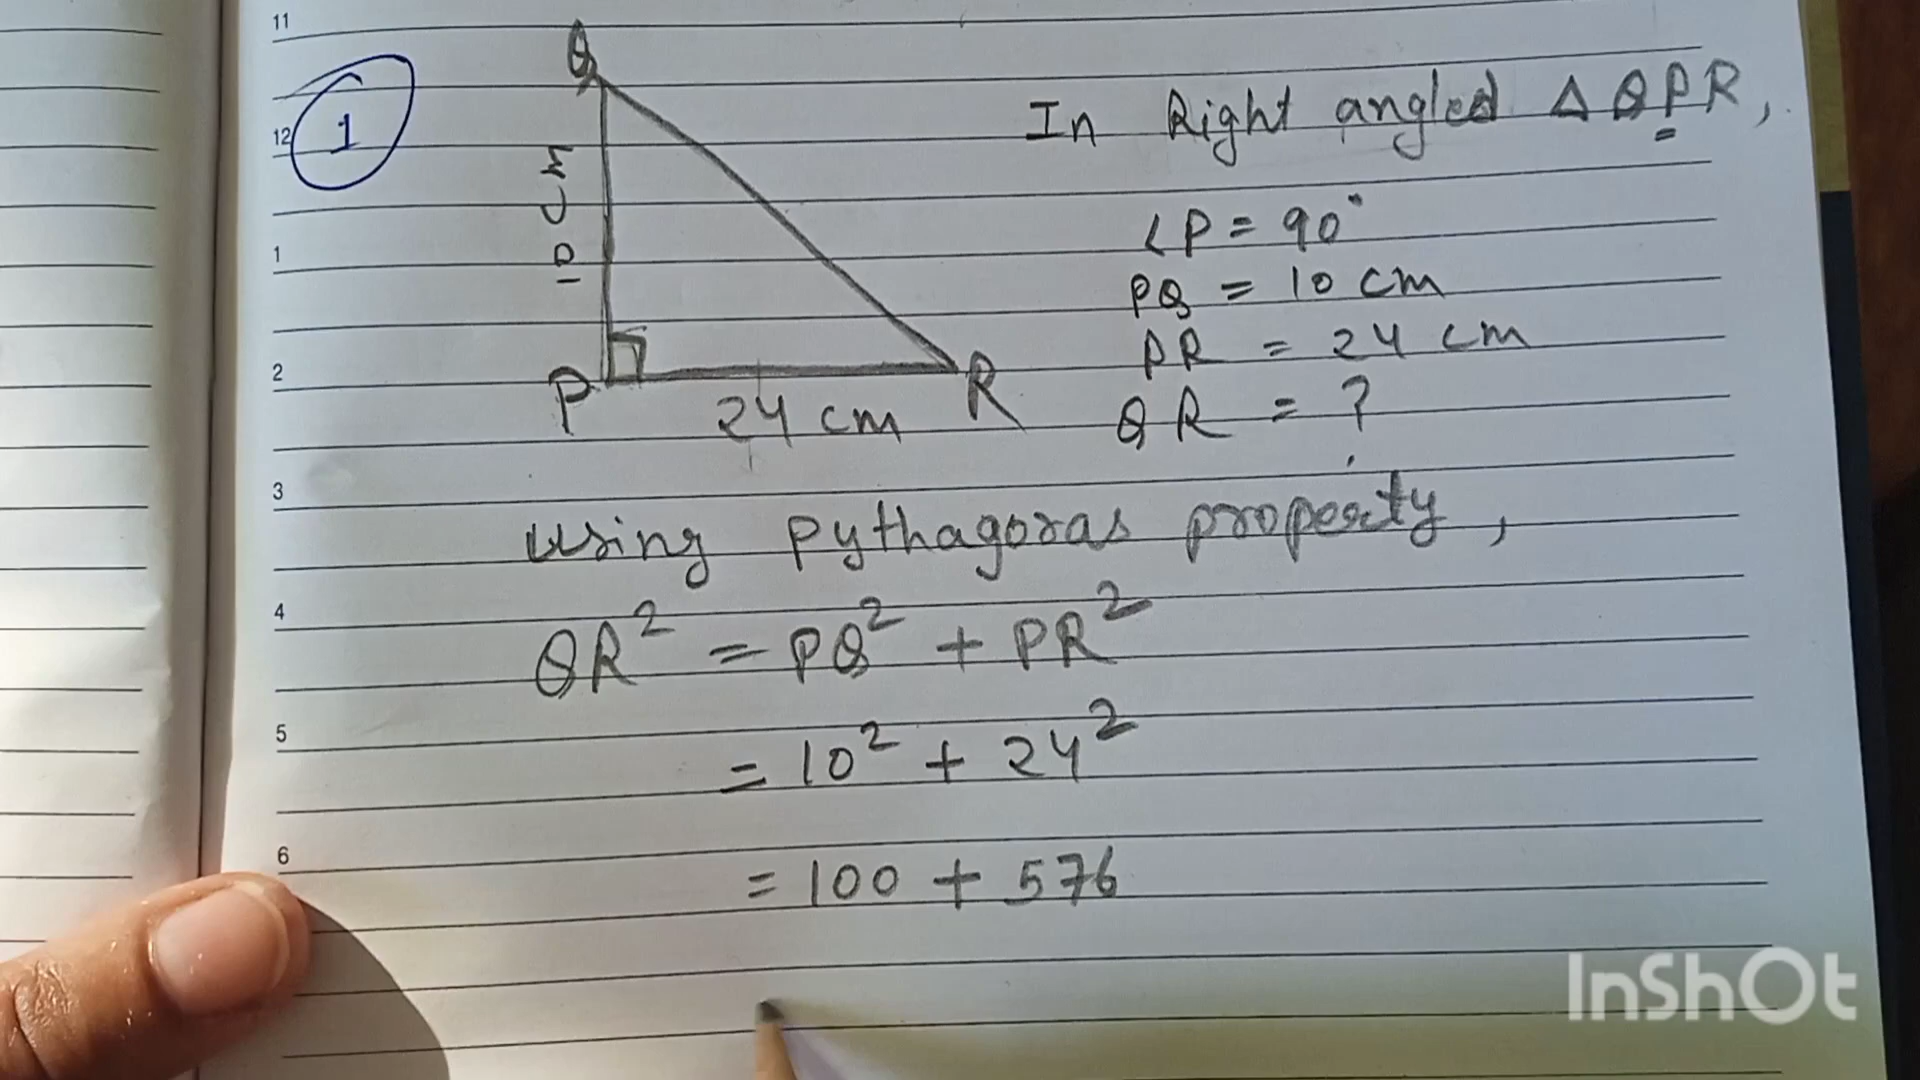 11
12
1
2
3
4
5
6
1
Q
10 cm
P
24 cm
R
In Right angled Δ QPR,
∠P = 90°
PQ = 10 cm
PR = 24 cm
QR = ?
using pythagoras property,
QR² = PQ² + PR²
= 10² + 24²
= 100 + 576
InShOt